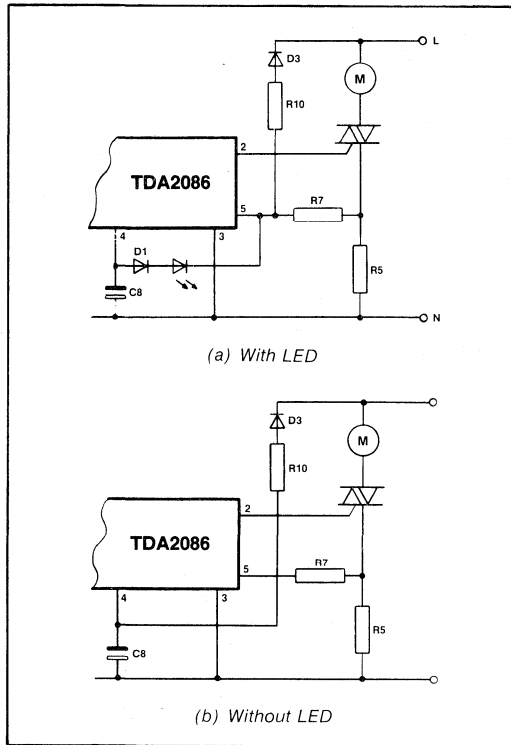 L
D3
M
R10
2
TDA2086
5
R7
4
3
D1
R5
C8
N
(a) With LED
D3
M
R10
2
TDA2086
5
R7
4
3
R5
C8
(b) Without LED